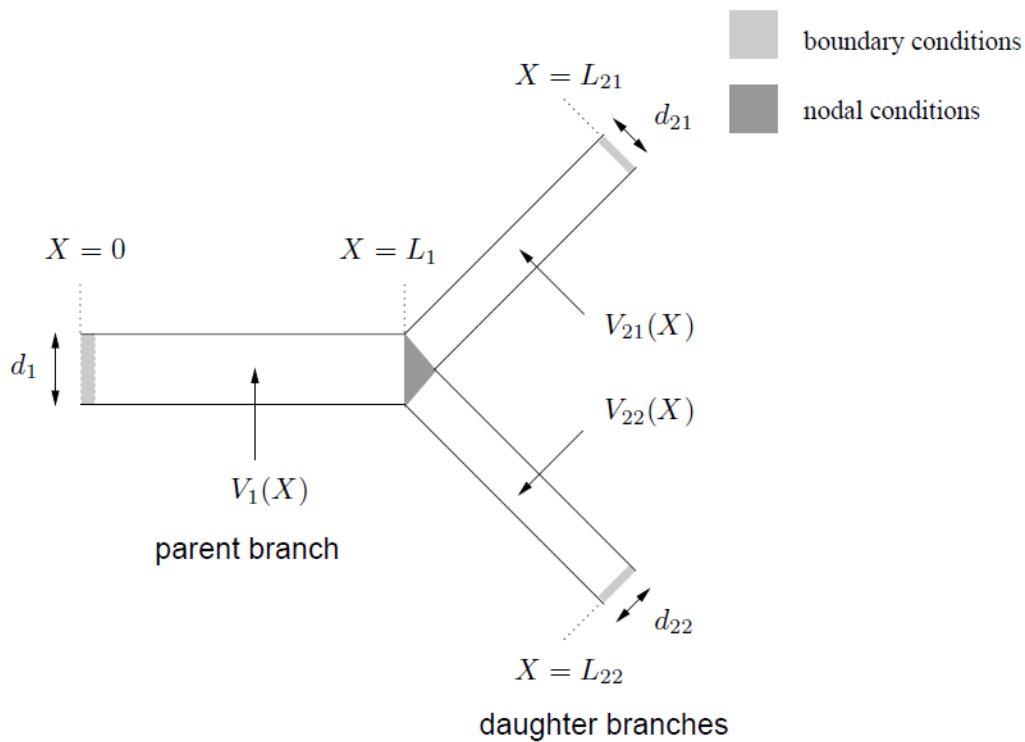 boundary conditions
nodal conditions
X = L₂₁
d₂₁
X = 0
X = L₁
d₁
V₂₁(X)
V₂₂(X)
V₁(X)
parent branch
d₂₂
X = L₂₂
daughter branches